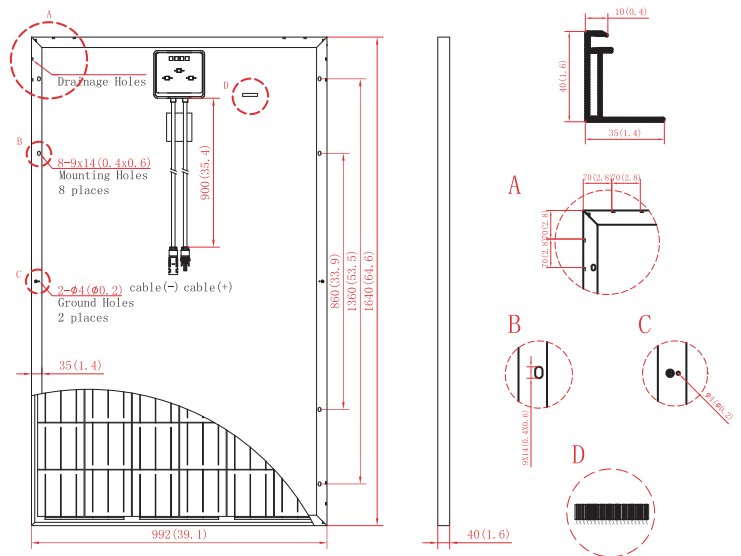 A
Drainage Holes
D
B
8-9x14(0.4x0.6)
Mounting Holes
8 places
900(35.4)
C
2-Φ4(Φ0.2)
Ground Holes
2 places
cable(-) cable(+)
35(1.4)
860(33.9)
1360(53.5)
1640(64.6)
992(39.1)
40(1.6)
10(0.4)
40(1.6)
35(1.4)
A
70(2.8)
70(2.8)
70(2.8)
70(2.8)
B
9X14(0.4X0.6)
C
Φ4(Φ0.2)
D